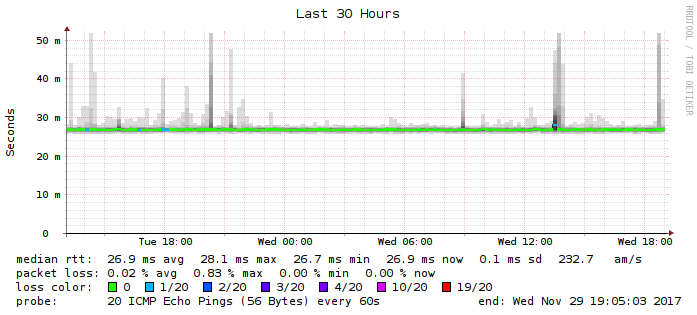 Last 30 Hours
RRDTOOL / TOBI OETIKER
Seconds
50 m
40 m
30 m
20 m
10 m
0
Tue 18:00 Wed 00:00 Wed 06:00 Wed 12:00 Wed 18:00
median rtt: 26.9 ms avg 28.1 ms max 26.7 ms min 26.9 ms now 0.1 ms sd 232.7 am/s
packet loss: 0.02 % avg 0.83 % max 0.00 % min 0.00 % now
loss color: 0 1/20 2/20 3/20 4/20 10/20 19/20
probe: 20 ICMP Echo Pings (56 Bytes) every 60s end: Wed Nov 29 19:05:03 2017